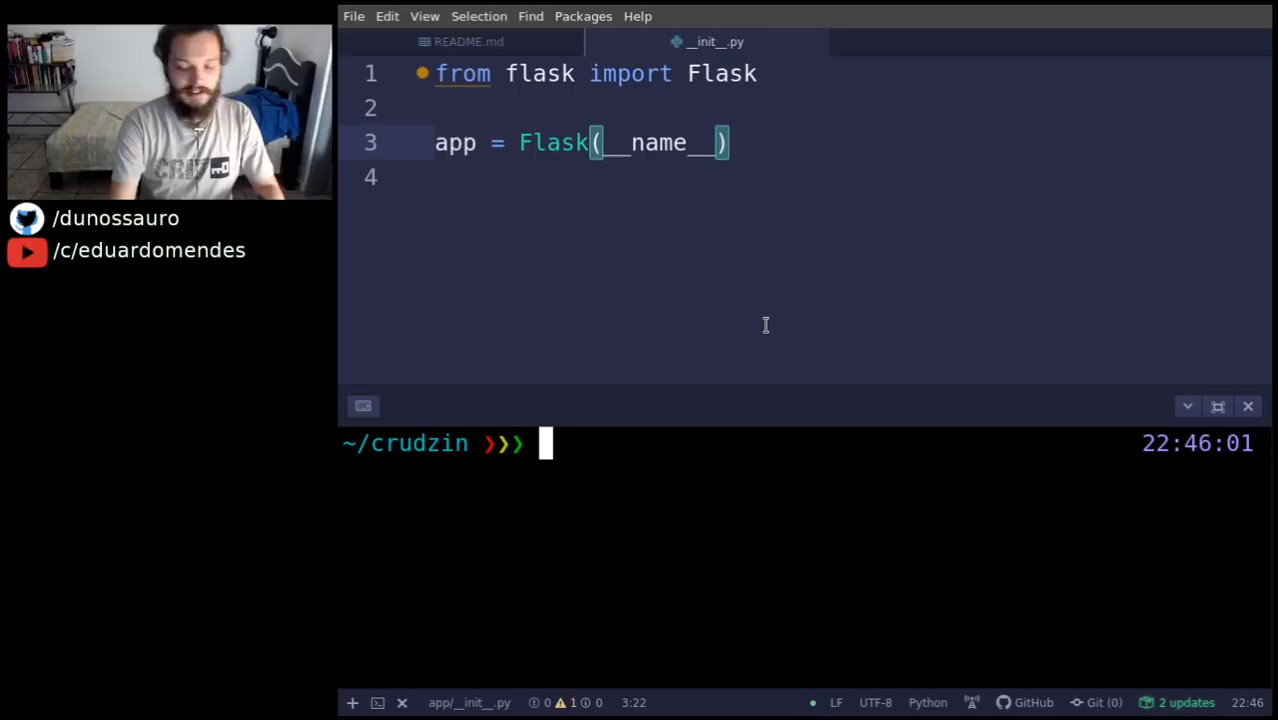 File Edit View Selection Find Packages Help
README.md
__init__.py
1 from flask import Flask
2
3 app = Flask(__name__)
4
/dunossauro
/c/eduardomendes
~/crudzin ❯❯❯ 22:46:01
app/__init__.py 0 1 0 3:22 LF UTF-8 Python GitHub Git (0) 2 updates 22:46